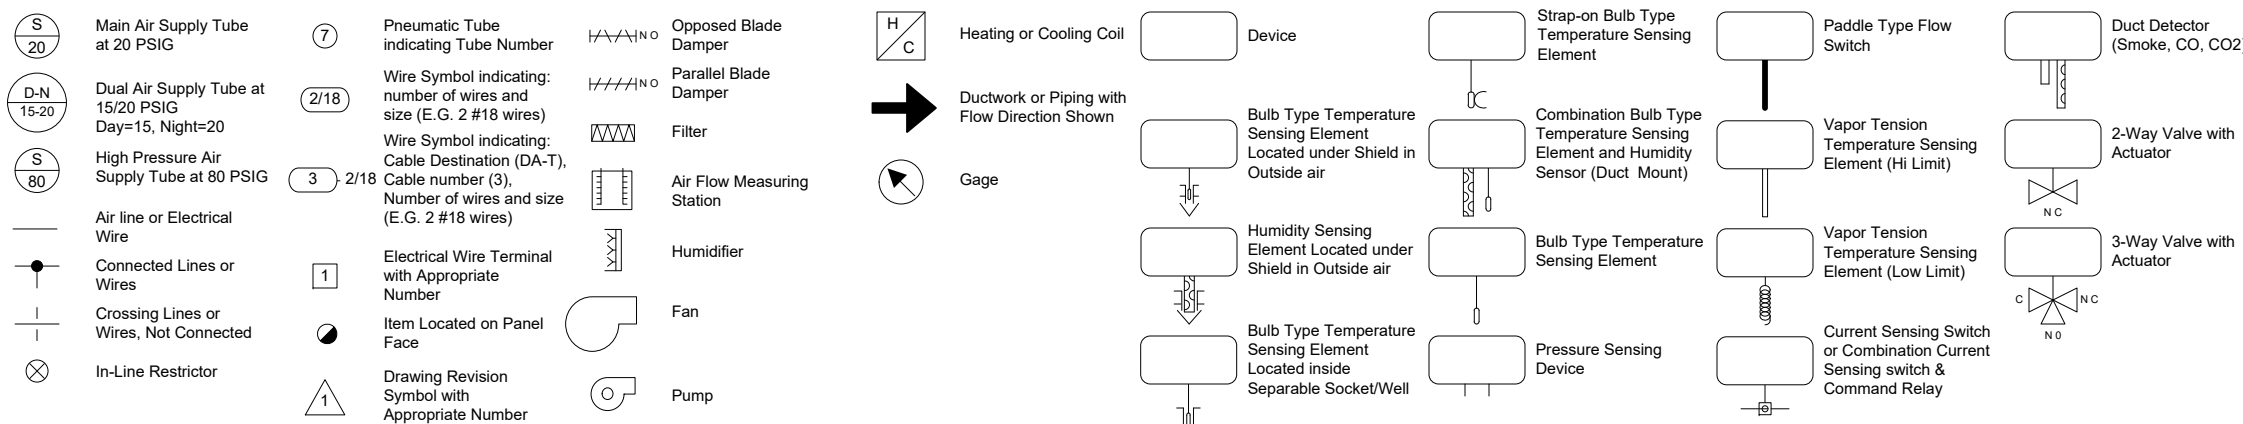 S
20
Main Air Supply Tube
at 20 PSIG
D-N
15-20
Dual Air Supply Tube at
15/20 PSIG
Day=15, Night=20
S
80
High Pressure Air
Supply Tube at 80 PSIG
Air line or Electrical
Wire
Connected Lines or
Wires
Crossing Lines or
Wires, Not Connected
In-Line Restrictor
7
Pneumatic Tube
indicating Tube Number
2/18
Wire Symbol indicating:
number of wires and
size (E.G. 2 #18 wires)
3
2/18
Wire Symbol indicating:
Cable Destination (DA-T),
Cable number (3),
Number of wires and size
(E.G. 2 #18 wires)
1
Electrical Wire Terminal
with Appropriate
Number
Item Located on Panel
Face
1
Drawing Revision
Symbol with
Appropriate Number
N O
Opposed Blade
Damper
N O
Parallel Blade
Damper
Filter
Air Flow Measuring
Station
Humidifier
Fan
Pump
H
C
Heating or Cooling Coil
Ductwork or Piping with
Flow Direction Shown
Gage
Device
Bulb Type Temperature
Sensing Element
Located under Shield in
Outside air
Humidity Sensing
Element Located under
Shield in Outside air
Bulb Type Temperature
Sensing Element
Located inside
Separable Socket/Well
Strap-on Bulb Type
Temperature Sensing
Element
Combination Bulb Type
Temperature Sensing
Element and Humidity
Sensor (Duct Mount)
Bulb Type Temperature
Sensing Element
Pressure Sensing
Device
Paddle Type Flow
Switch
Vapor Tension
Temperature Sensing
Element (Hi Limit)
Vapor Tension
Temperature Sensing
Element (Low Limit)
Current Sensing Switch
or Combination Current
Sensing switch &
Command Relay
Duct Detector
(Smoke, CO, CO2)
2-Way Valve with
Actuator
N C
3-Way Valve with
Actuator
C
N C
N 0